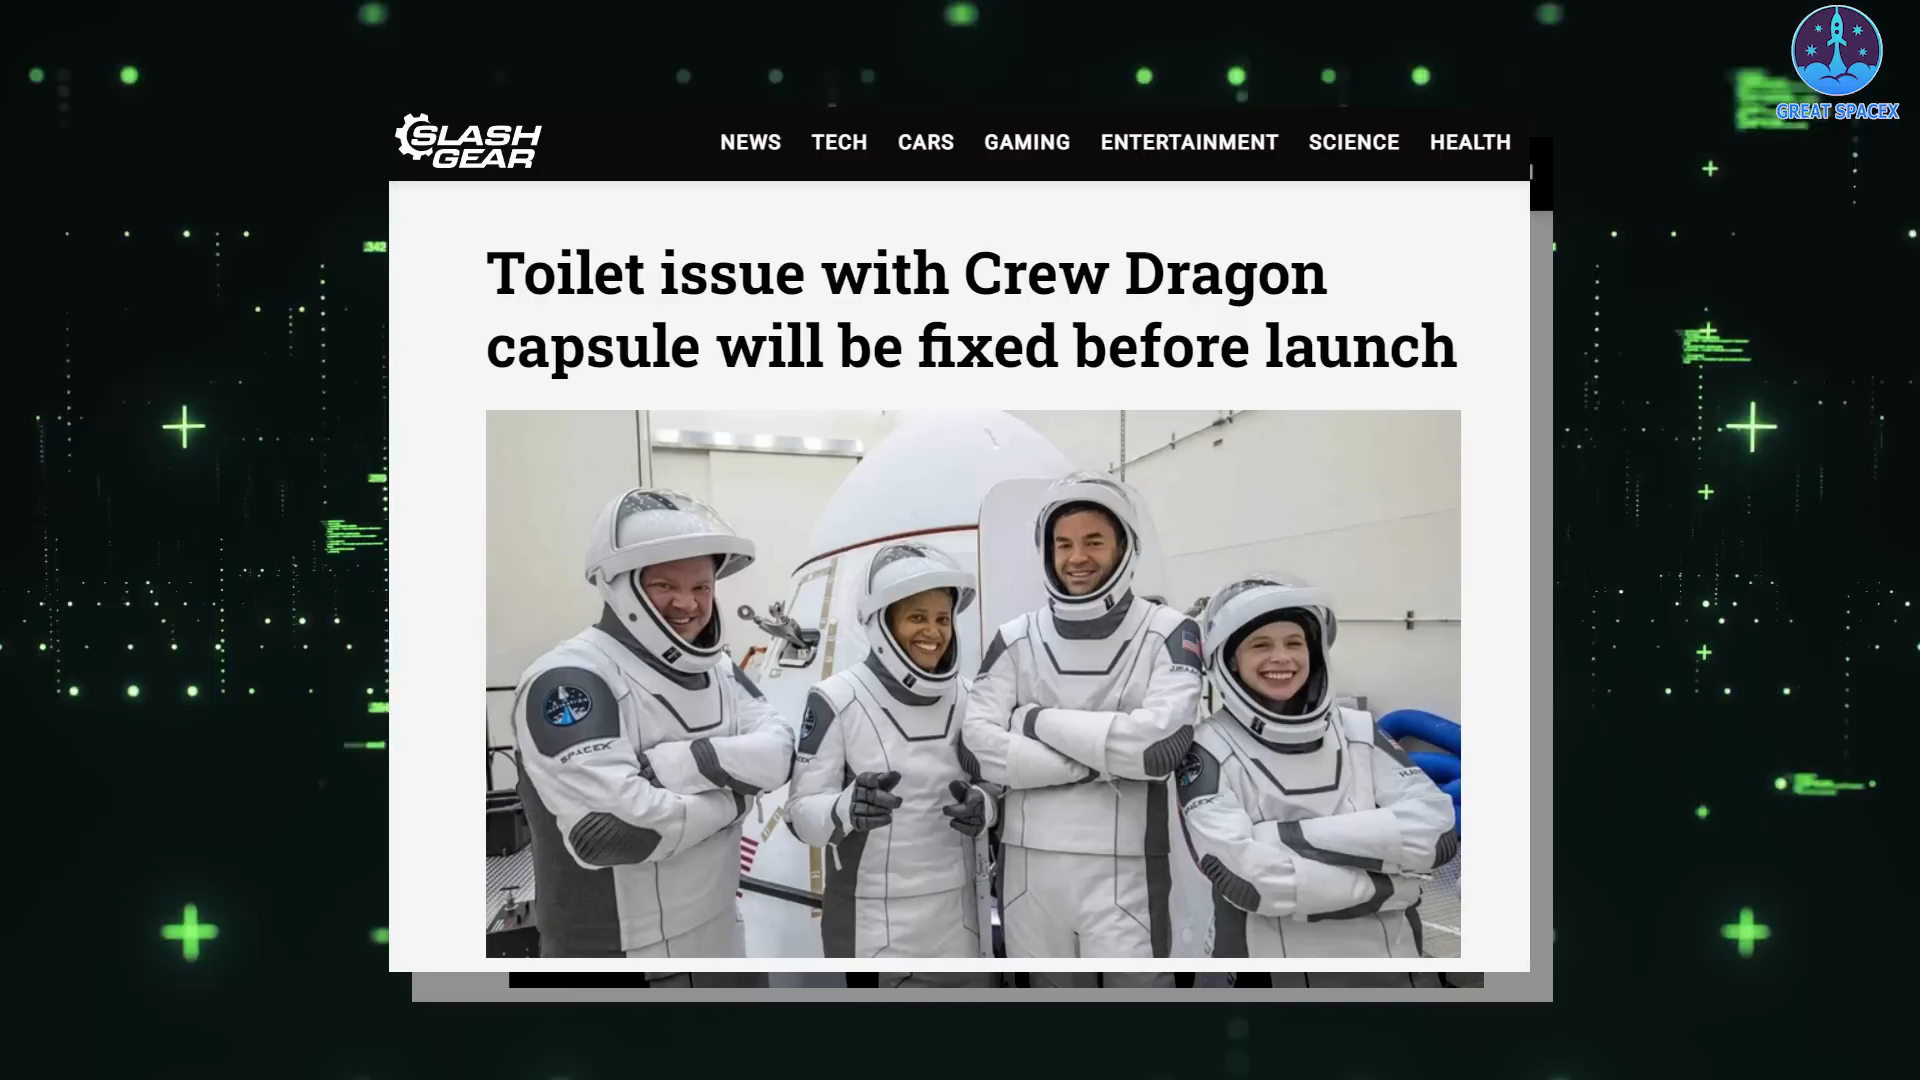 GREAT SPACEX
SLASH
GEAR
NEWS TECH CARS GAMING ENTERTAINMENT SCIENCE HEALTH
Toilet issue with Crew Dragon
capsule will be fixed before launch
SPACEX